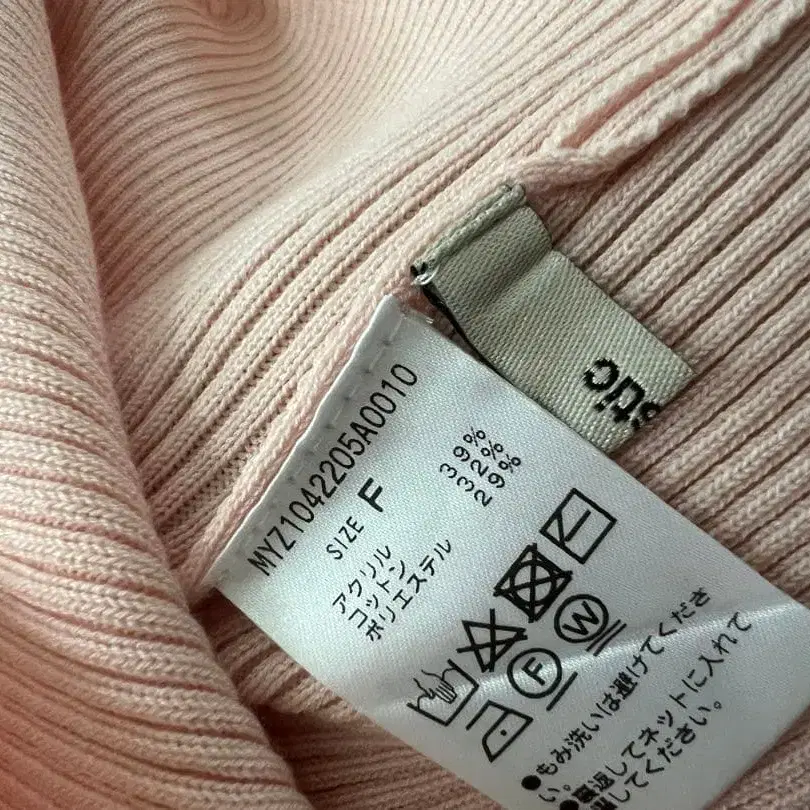 stic
MYZ1042205A0010
SIZE F
アクリル 39%
コットン 32%
ポリエステル 29%
F W
●もみ洗いは避けてくださ
い。
裏返してネットに入れて
してください。